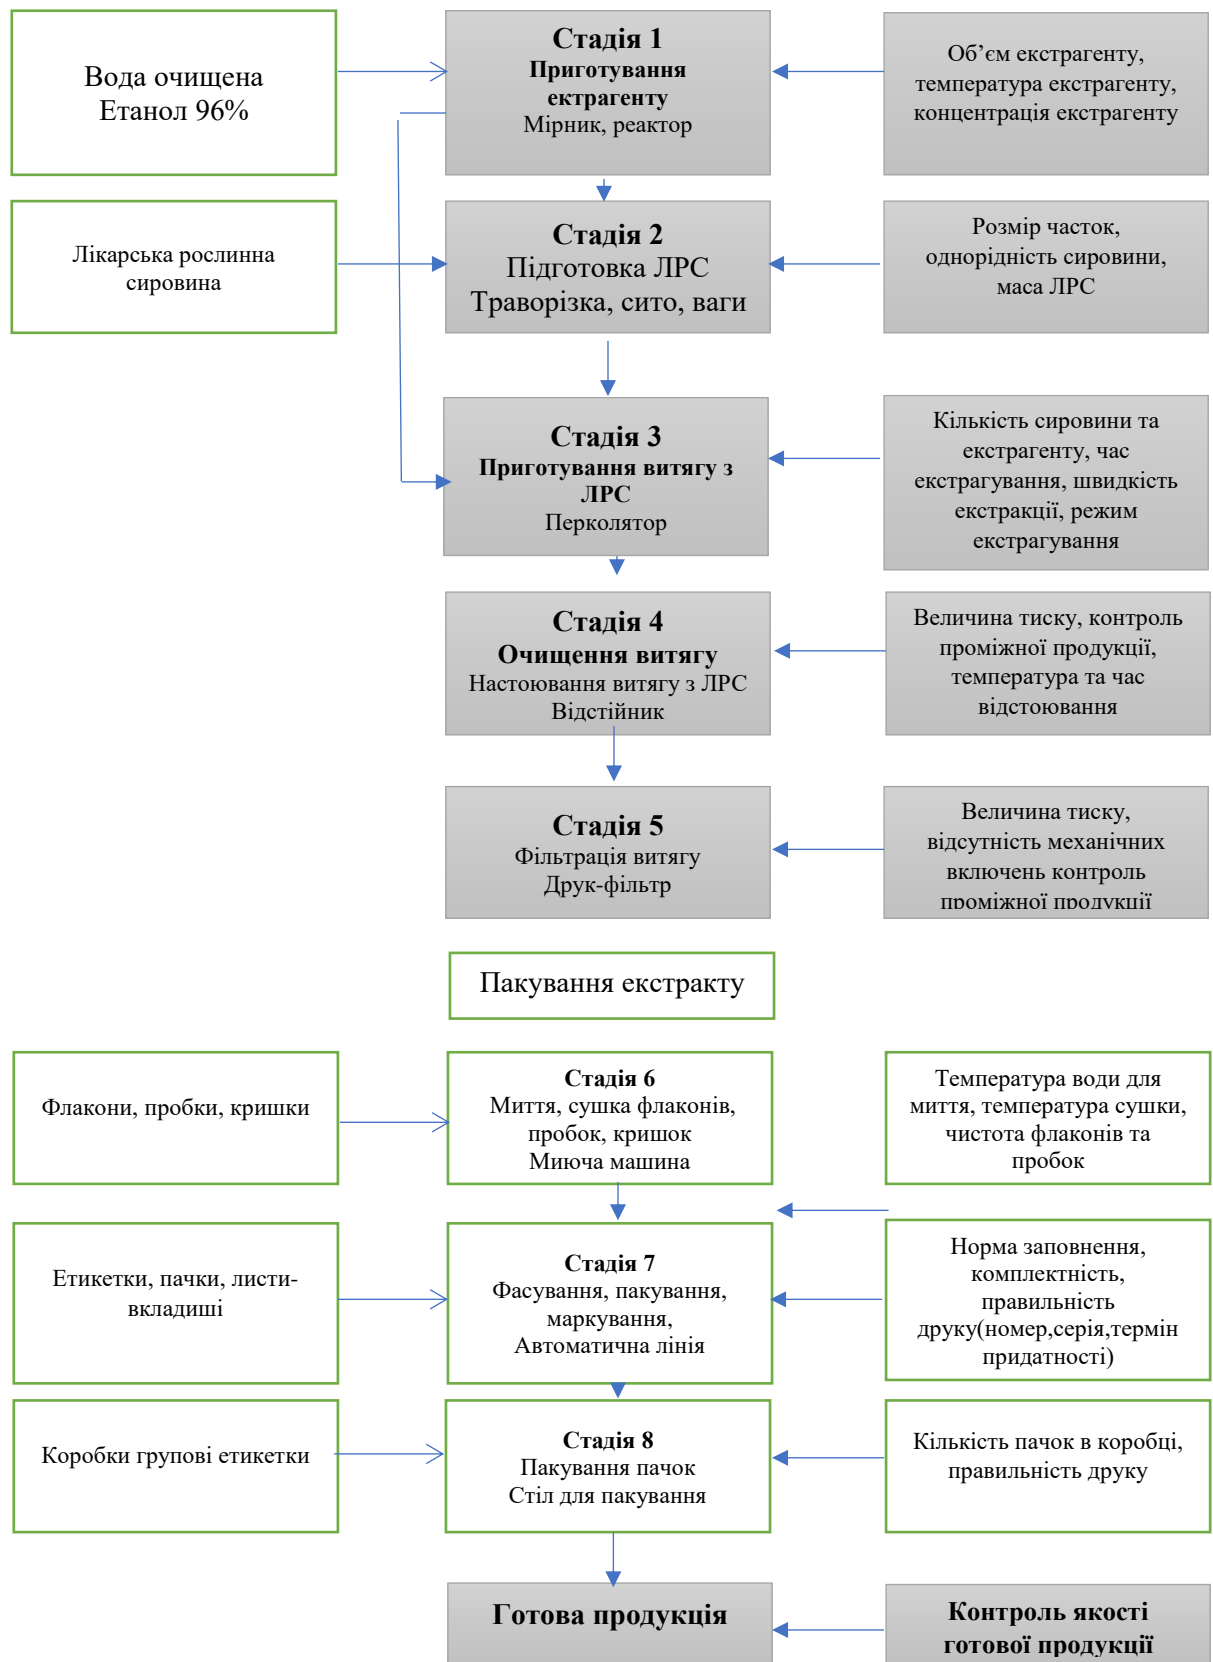 Вода очищена
Етанол 96%
Стадія 1
Приготування
ектрагенту
Мірник, реактор
Об’єм екстрагенту,
температура екстрагенту,
концентрація екстрагенту
Лікарська рослинна
сировина
Стадія 2
Підготовка ЛРС
Траворізка, сито, ваги
Розмір часток,
однорідність сировини,
маса ЛРС
Стадія 3
Приготування витягу з
ЛРС
Перколятор
Кількість сировини та
екстрагенту, час
екстрагування, швидкість
екстракції, режим
екстрагування
Стадія 4
Очищення витягу
Настоювання витягу з ЛРС
Відстійник
Величина тиску, контроль
проміжної продукції,
температура та час
відстоювання
Стадія 5
Фільтрація витягу
Друк-фільтр
Величина тиску,
відсутність механічних
включень контроль
проміжної продукції
Пакування екстракту
Флакони, пробки, кришки
Стадія 6
Миття, сушка флаконів,
пробок, кришок
Миюча машина
Температура води для
миття, температура сушки,
чистота флаконів та
пробок
Етикетки, пачки, листи-
вкладиші
Стадія 7
Фасування, пакування,
маркування,
Автоматична лінія
Норма заповнення,
комплектність,
правильність
друку(номер,серія,термін
придатності)
Коробки групові етикетки
Стадія 8
Пакування пачок
Стіл для пакування
Кількість пачок в коробці,
правильність друку
Готова продукція
Контроль якості
готової продукції